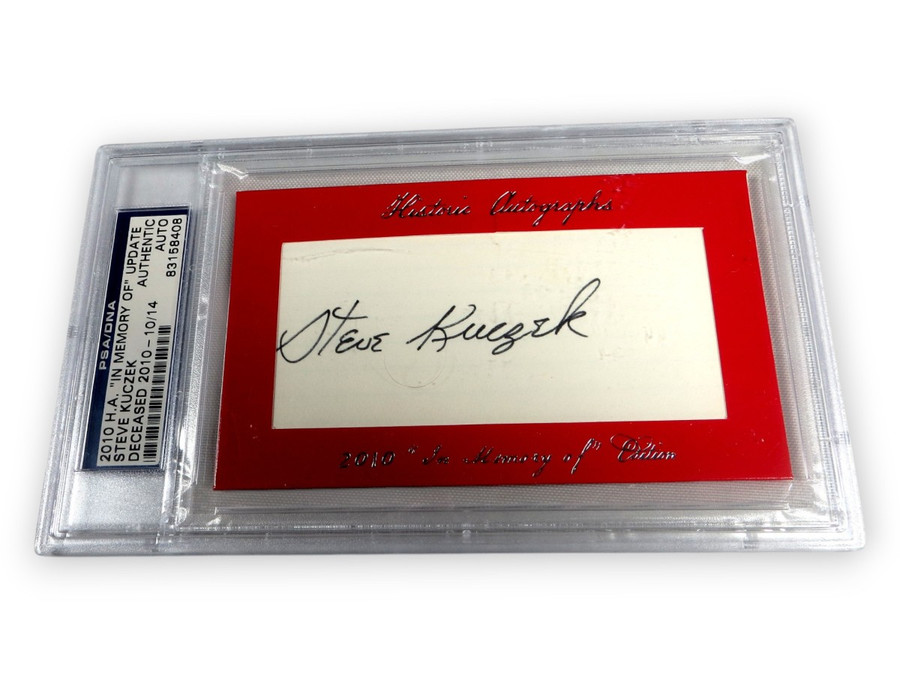 PSA/DNA
2010 H.A. "IN MEMORY OF" UPDATE
STEVE KUCZEK AUTHENTIC
DECEASED 2010 - 10/14 AUTO
83158408
Historic Autographs
Steve Kuczek
2010 "In Memory of" Edition